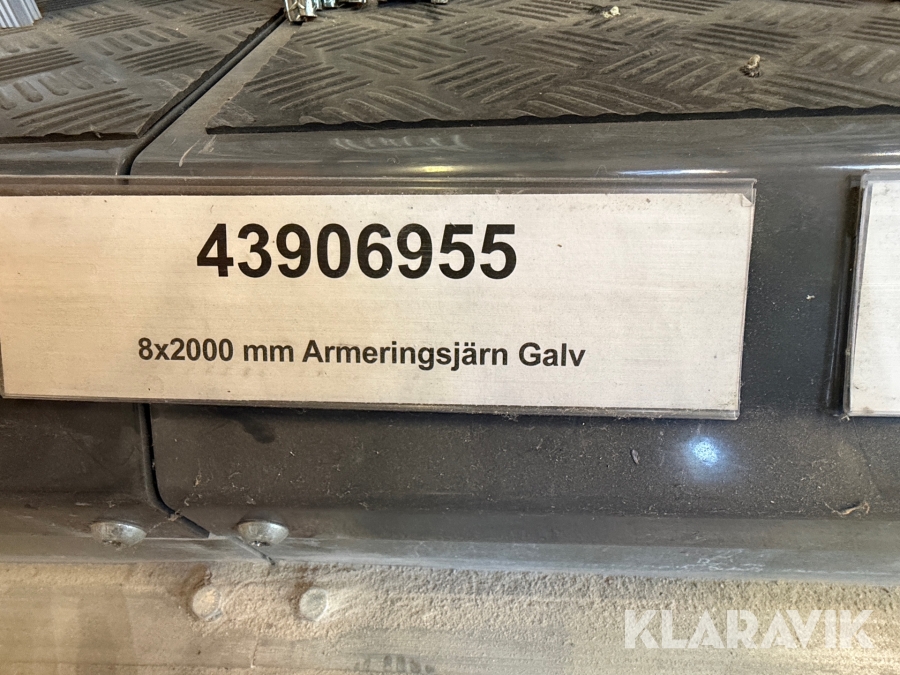 43906955
8x2000 mm Armeringsjärn Galv
KLARAVIK